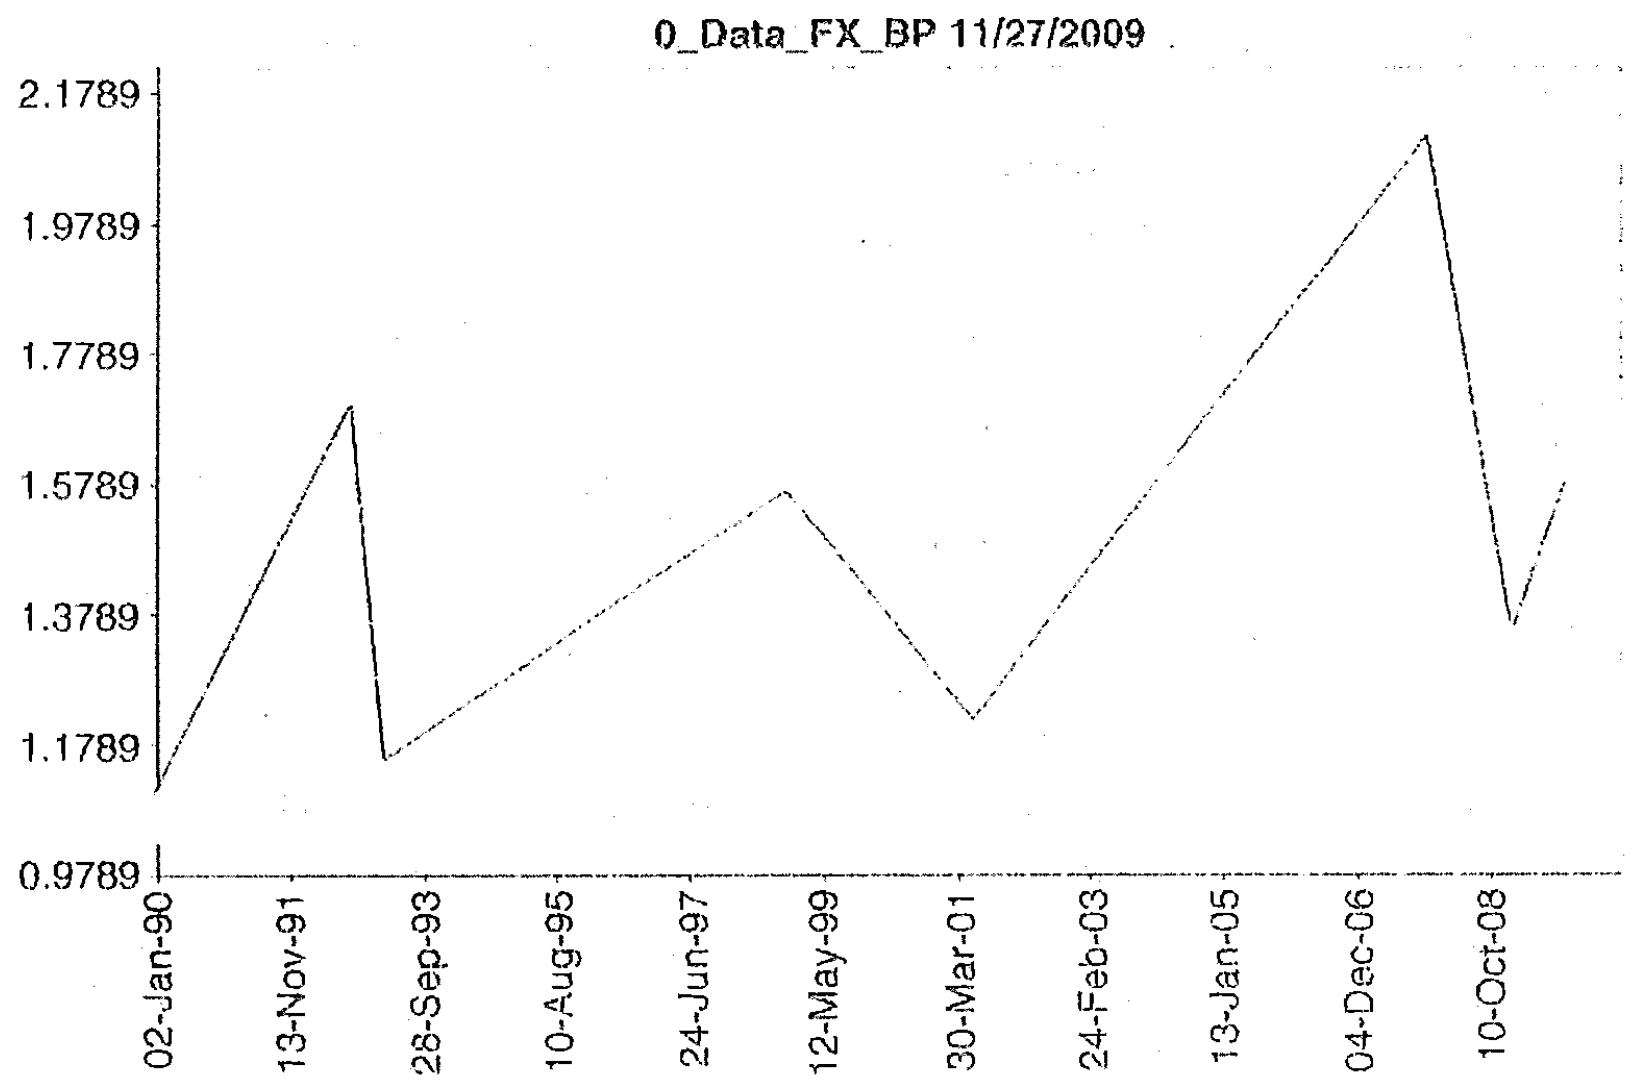 0_Data_FX_BP 11/27/2009
2.1789
1.9789
1.7789
1.5789
1.3789
1.1789
0.9789
02-Jan-90
13-Nov-91
28-Sep-93
10-Aug-95
24-Jun-97
12-May-99
30-Mar-01
24-Feb-03
13-Jan-05
04-Dec-06
10-Oct-08